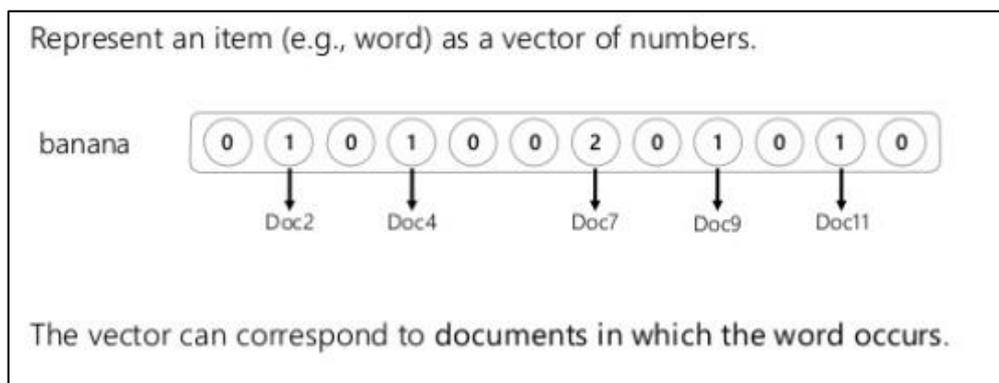 Represent an item (e.g., word) as a vector of numbers.
banana 0 1 0 1 0 0 2 0 1 0 1 0
Doc2 Doc4 Doc7 Doc9 Doc11
The vector can correspond to documents in which the word occurs.